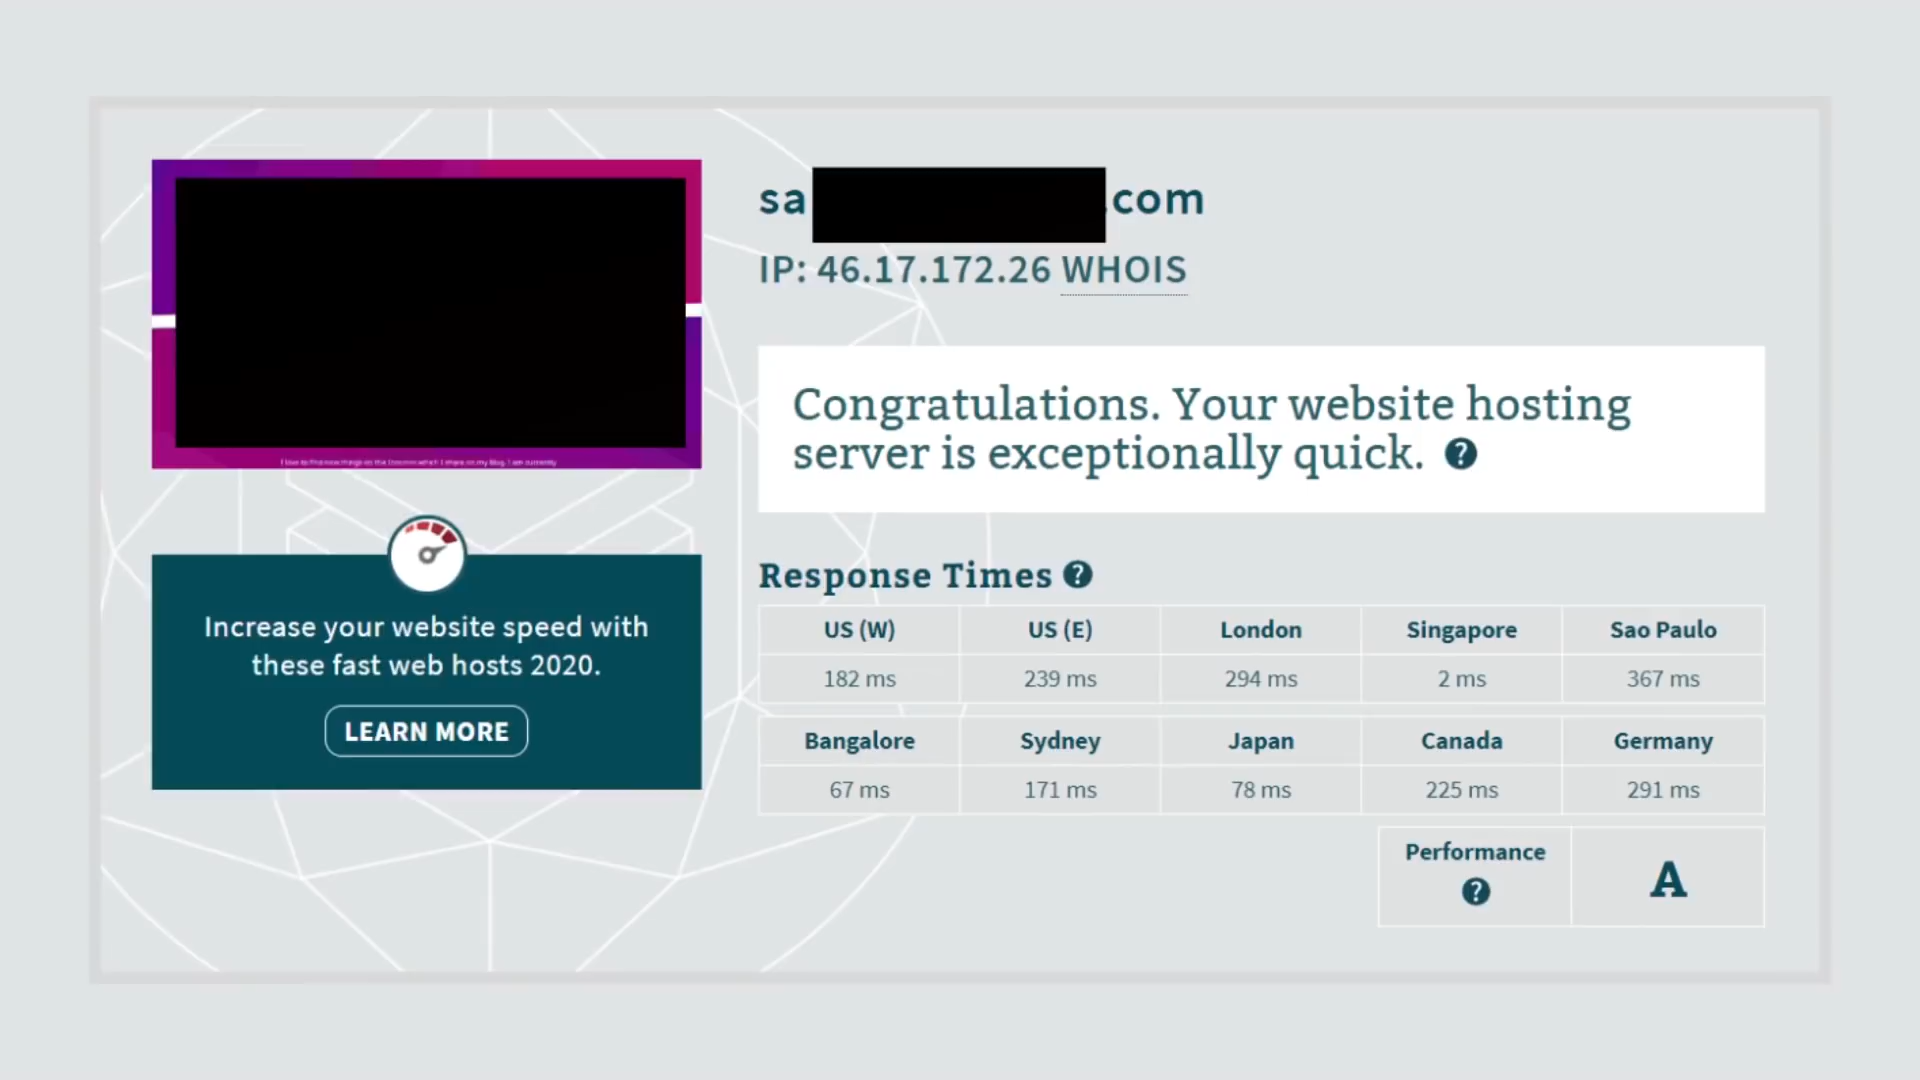 sa
.com
IP: 46.17.172.26 WHOIS
Congratulations. Your website hosting
server is exceptionally quick. ?
Increase your website speed with
these fast web hosts 2020.
LEARN MORE
Response Times ?
US (W) US (E) London Singapore Sao Paulo
182 ms 239 ms 294 ms 2 ms 367 ms
Bangalore Sydney Japan Canada Germany
67 ms 171 ms 78 ms 225 ms 291 ms
Performance
?
A